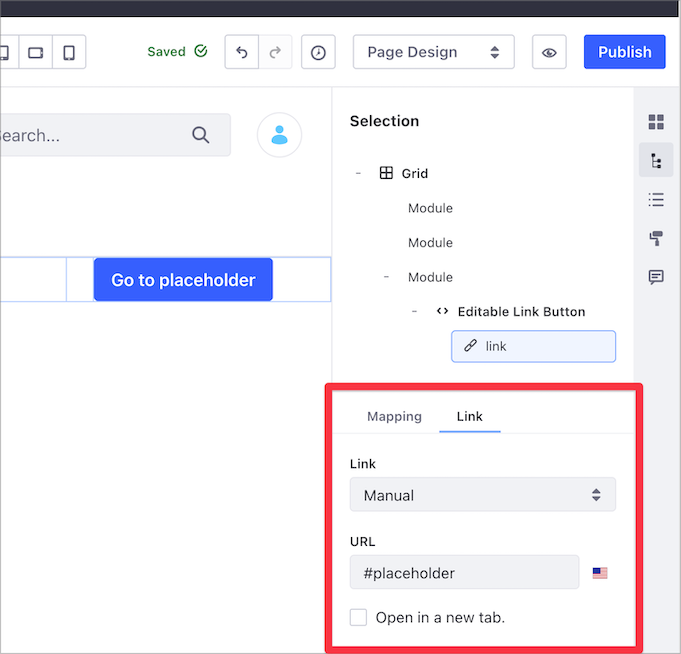 Saved
Page Design
Publish
Search...
Go to placeholder
Selection
- Grid
Module
Module
- Module
- Editable Link Button
link
Mapping
Link
Link
Manual
URL
#placeholder
Open in a new tab.